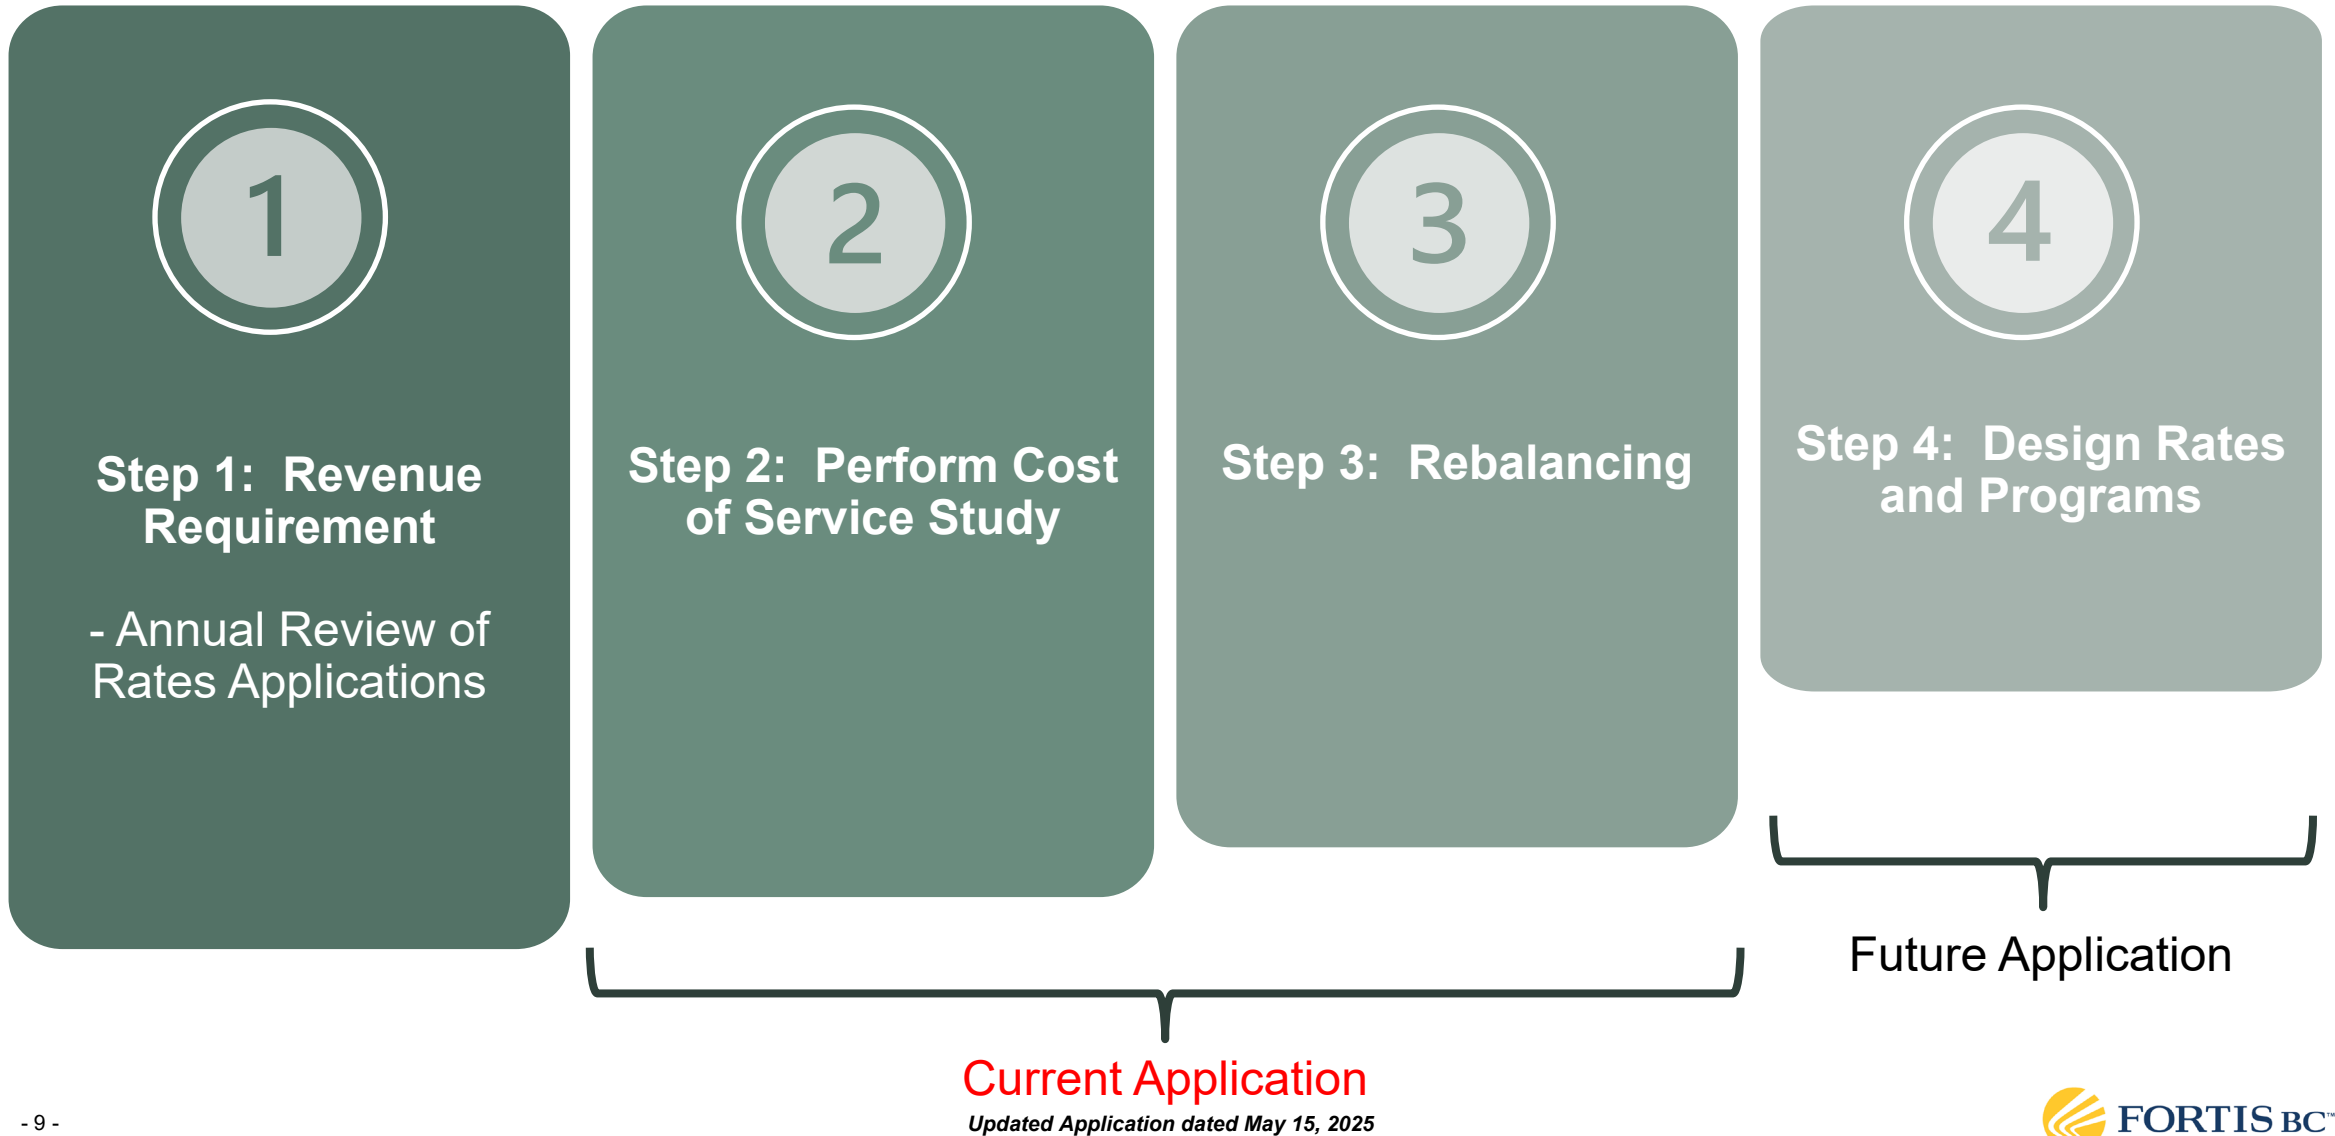 1
Step 1:  Revenue
Requirement
- Annual Review of
Rates Applications
2
Step 2:  Perform Cost
of Service Study
3
Step 3:  Rebalancing
4
Step 4:  Design Rates
and Programs
Future Application
Current Application
Updated Application dated May 15, 2025
- 9 -
FORTIS BC™